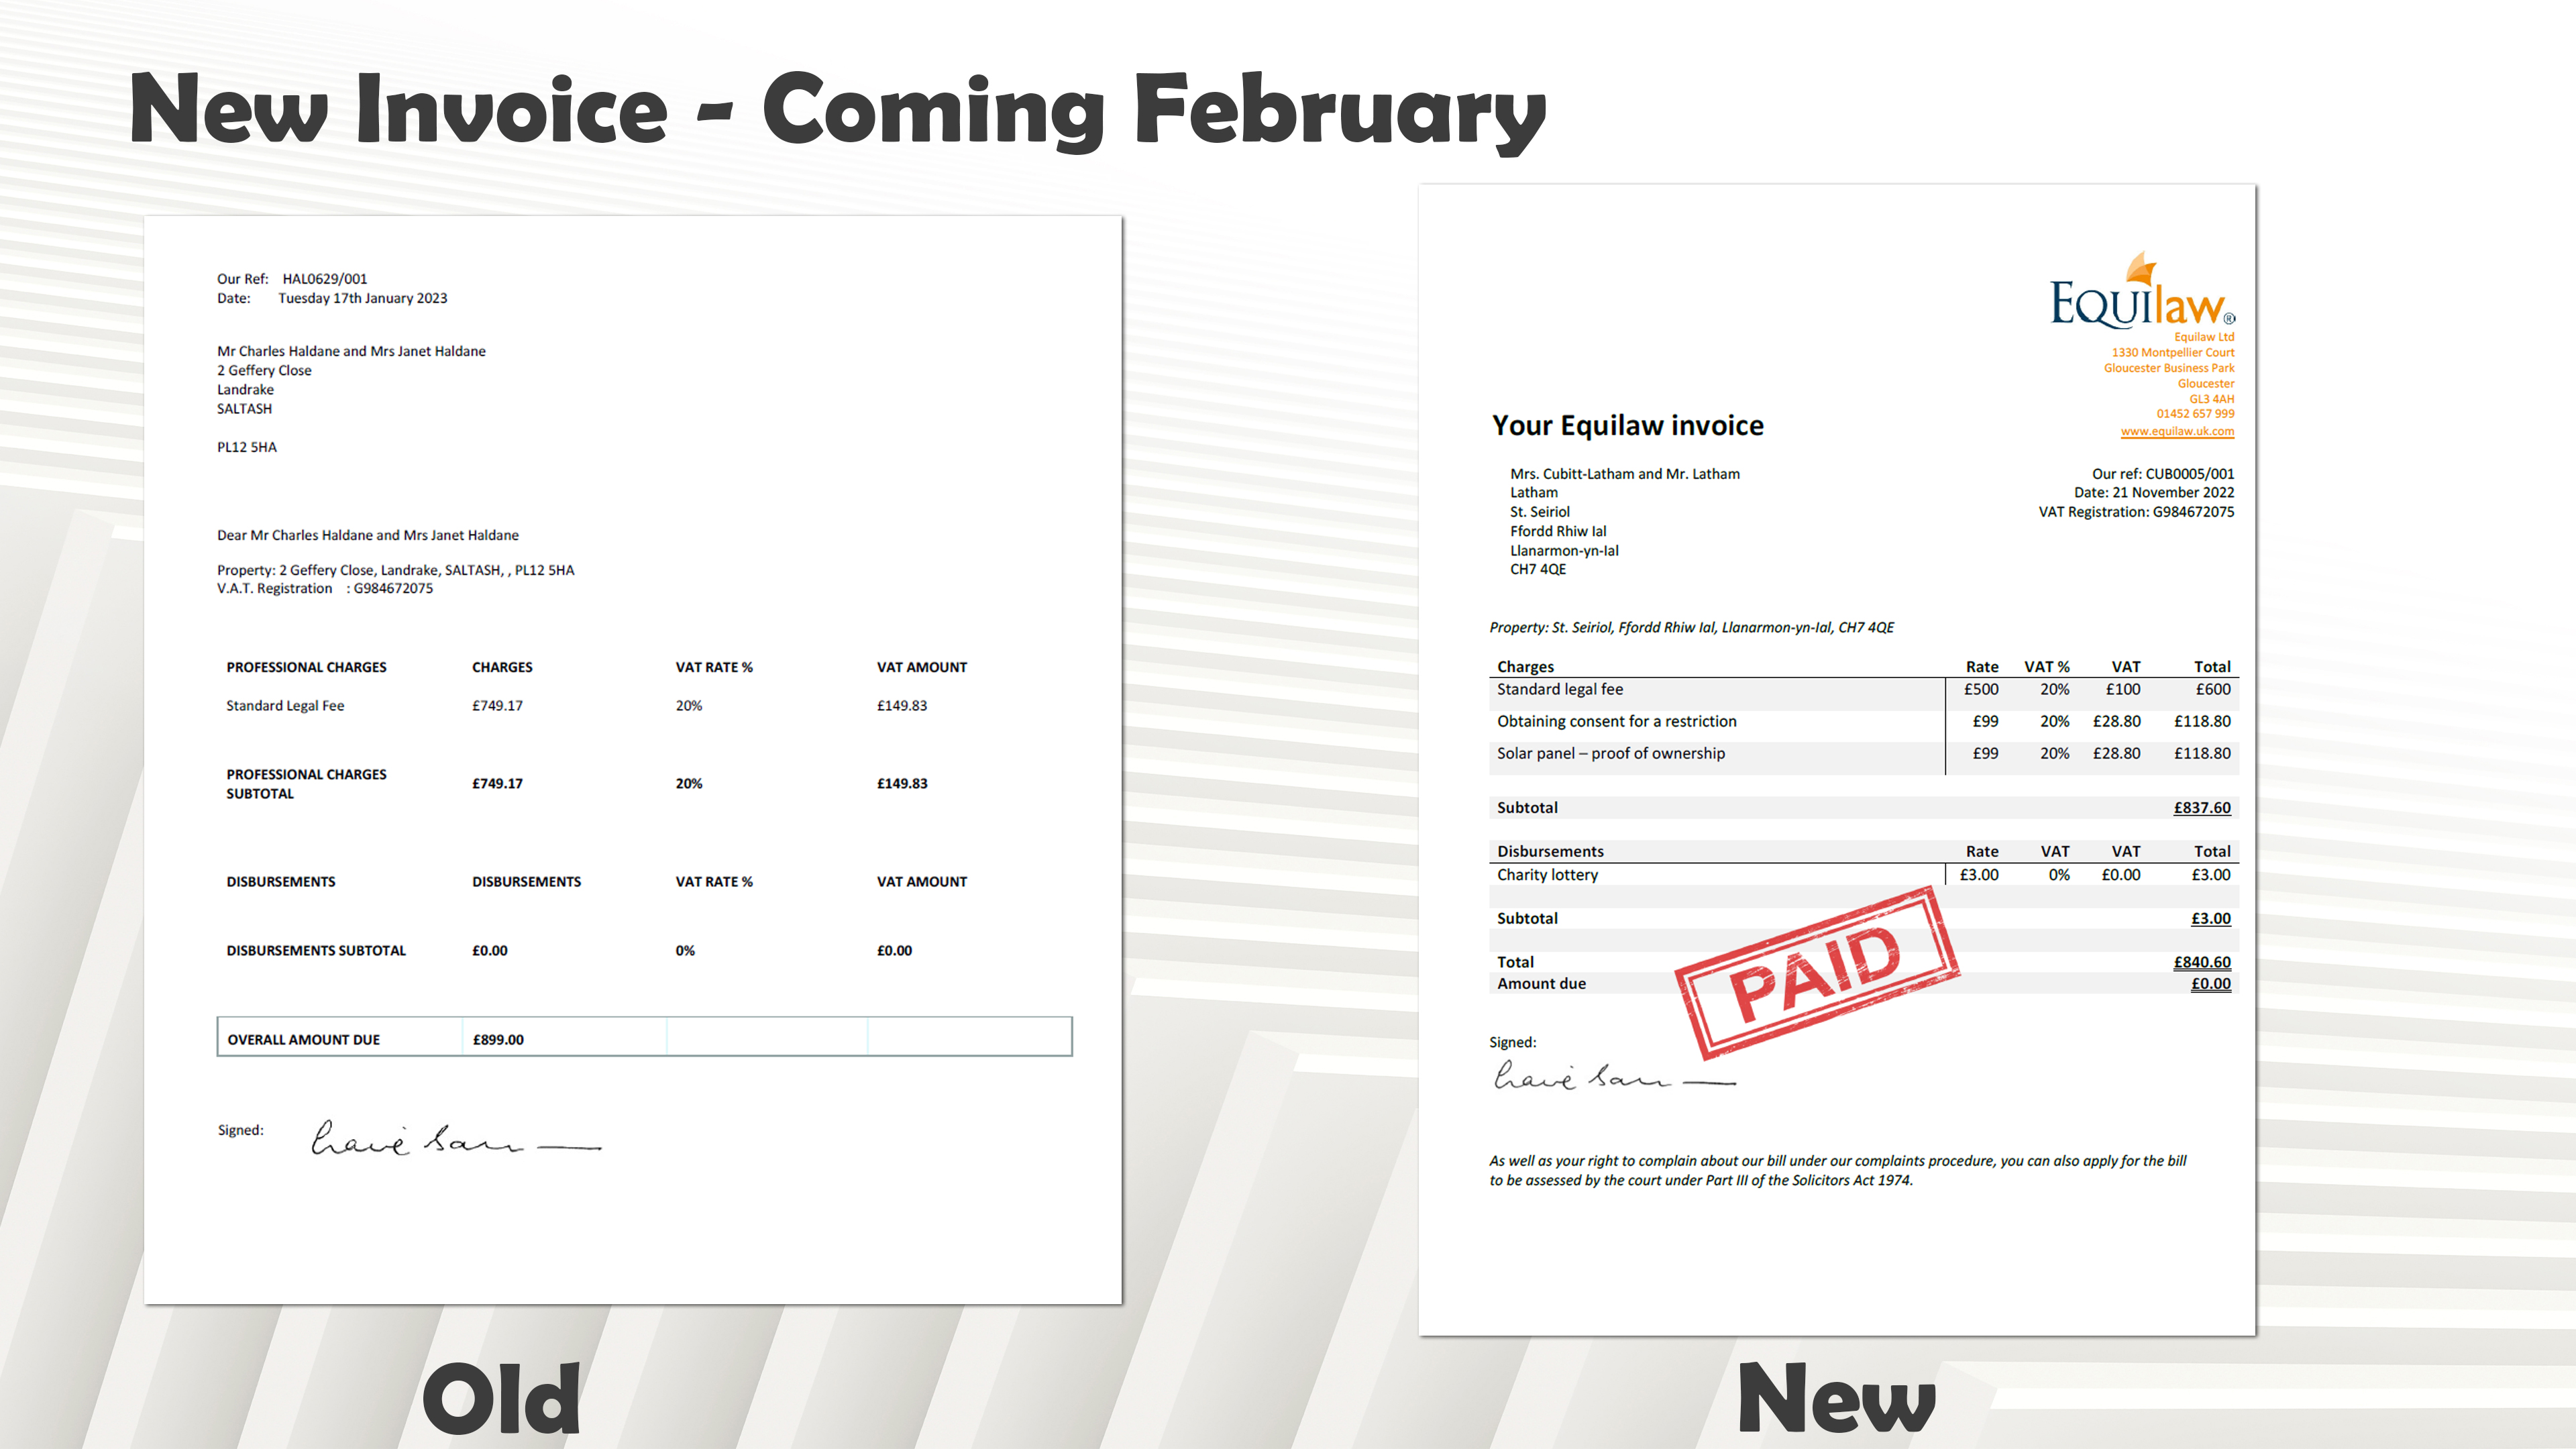 New Invoice - Coming February
Our Ref: HAL0629/001
Date: Tuesday 17th January 2023
Mr Charles Haldane and Mrs Janet Haldane
2 Geffery Close
Landrake
SALTASH
PL12 5HA
Dear Mr Charles Haldane and Mrs Janet Haldane
Property: 2 Geffery Close, Landrake, SALTASH, , PL12 5HA
V.A.T. Registration : G984672075
PROFESSIONAL CHARGES CHARGES VAT RATE % VAT AMOUNT
Standard Legal Fee £749.17 20% £149.83
PROFESSIONAL CHARGES
SUBTOTAL £749.17 20% £149.83
DISBURSEMENTS DISBURSEMENTS VAT RATE % VAT AMOUNT
DISBURSEMENTS SUBTOTAL £0.00 0% £0.00
OVERALL AMOUNT DUE £899.00
Signed:
Old
Equilaw®
Equilaw Ltd
1330 Montpellier Court
Gloucester Business Park
Gloucester
GL3 4AH
01452 657 999
www.equilaw.uk.com
Your Equilaw invoice
Mrs. Cubitt-Latham and Mr. Latham
Latham
St. Seiriol
Ffordd Rhiw Ial
Llanarmon-yn-Ial
CH7 4QE
Our ref: CUB0005/001
Date: 21 November 2022
VAT Registration: G984672075
Property: St. Seiriol, Ffordd Rhiw Ial, Llanarmon-yn-Ial, CH7 4QE
Charges Rate VAT % VAT Total
Standard legal fee £500 20% £100 £600
Obtaining consent for a restriction £99 20% £28.80 £118.80
Solar panel – proof of ownership £99 20% £28.80 £118.80
Subtotal £837.60
Disbursements Rate VAT VAT Total
Charity lottery £3.00 0% £0.00 £3.00
Subtotal £3.00
Total £840.60
Amount due £0.00
PAID
Signed:
As well as your right to complain about our bill under our complaints procedure, you can also apply for the bill
to be assessed by the court under Part III of the Solicitors Act 1974.
New